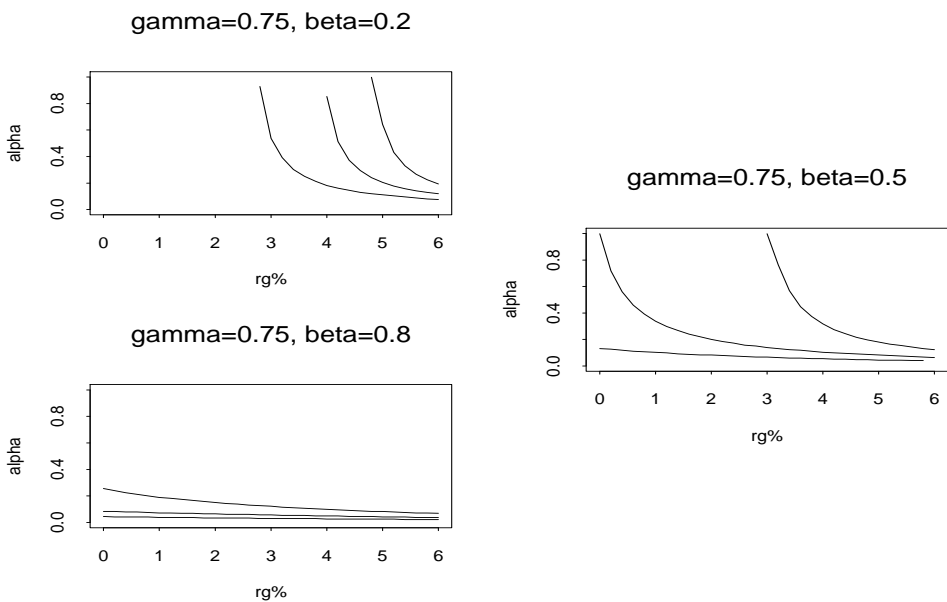 gamma=0.75, beta=0.2
alpha
0.0 0.4 0.8
0 1 2 3 4 5 6
rg%
gamma=0.75, beta=0.8
alpha
0.0 0.4 0.8
0 1 2 3 4 5 6
rg%
gamma=0.75, beta=0.5
alpha
0.0 0.4 0.8
0 1 2 3 4 5 6
rg%